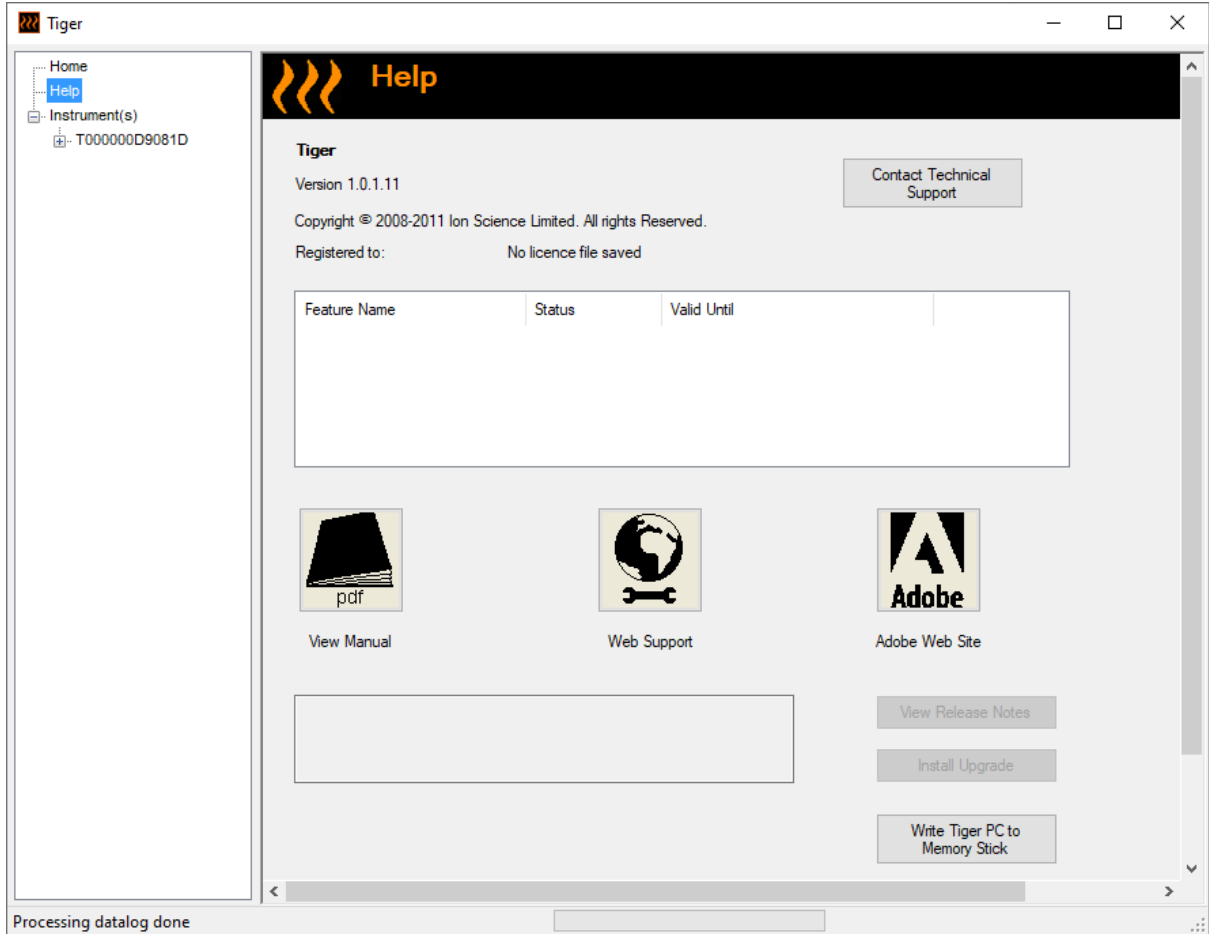 Tiger
Home
Help
Instrument(s)
T000000D9081D
Help
Tiger
Version 1.0.1.11
Contact Technical
Support
Copyright © 2008-2011 Ion Science Limited. All rights Reserved.
Registered to: No licence file saved
Feature Name Status Valid Until
pdf
Adobe
View Manual Web Support Adobe Web Site
View Release Notes
Install Upgrade
Write Tiger PC to
Memory Stick
Processing datalog done